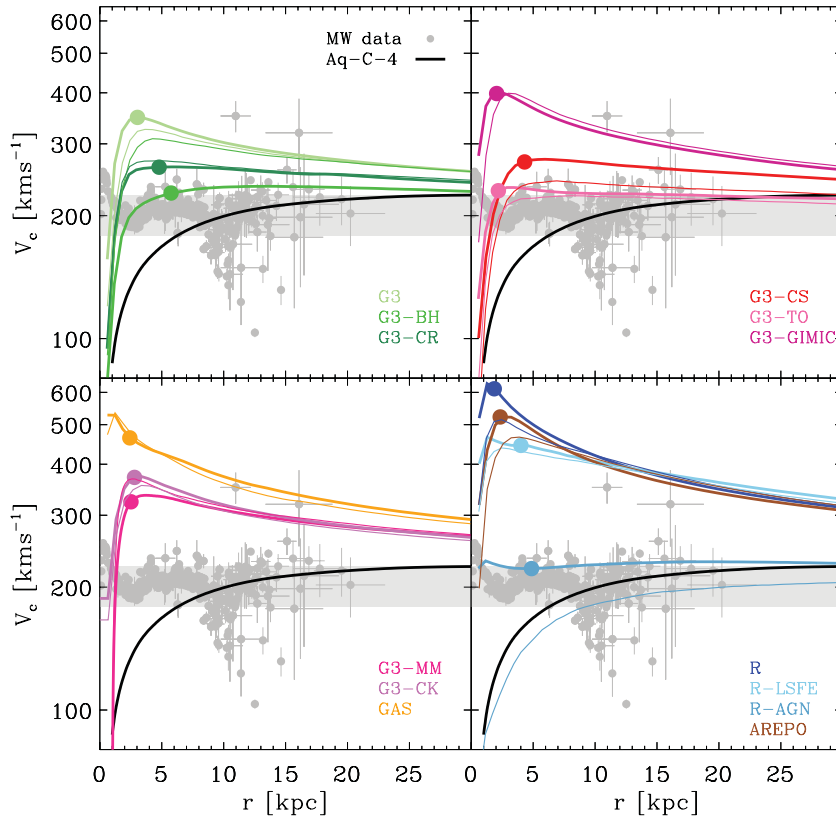 600
500
400
300
200
100
V_c [kms^-1]
MW data
Aq-C-4
G3
G3-BH
G3-CR
G3-CS
G3-TO
G3-GIMIC
600
500
400
300
200
100
V_c [kms^-1]
G3-MM
G3-CK
GAS
R
R-LSFE
R-AGN
AREPO
0 5 10 15 20 25
r [kpc]
0 5 10 15 20 25
r [kpc]